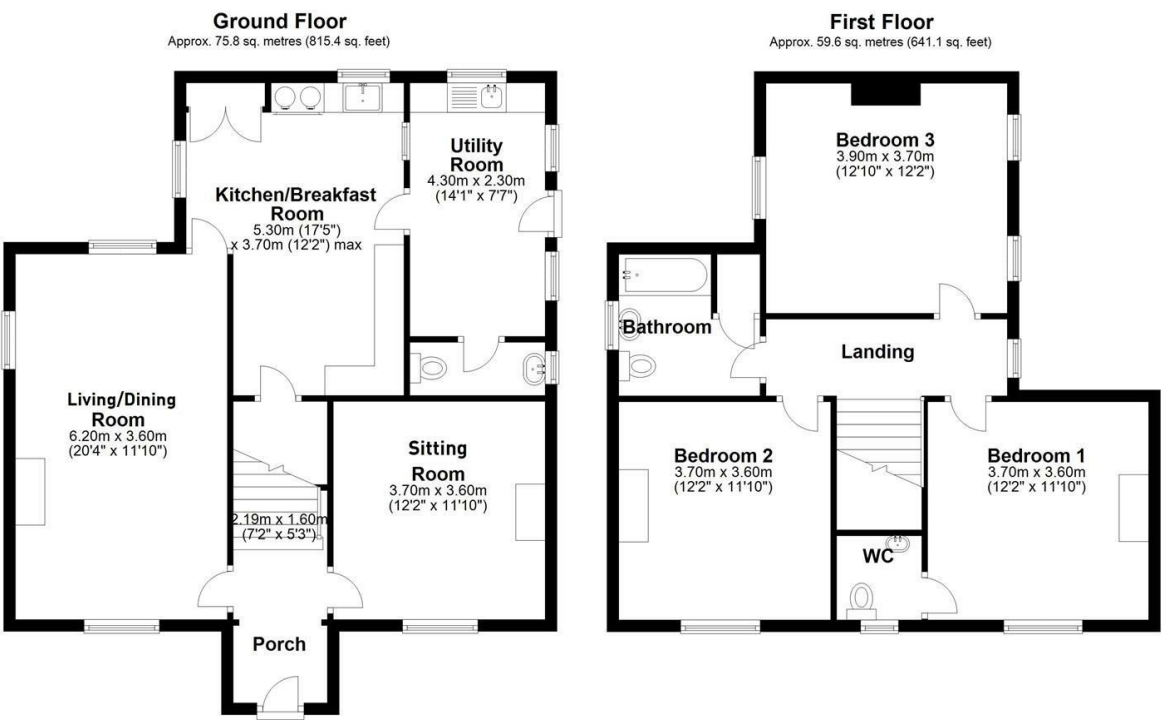 Ground Floor
Approx. 75.8 sq. metres (815.4 sq. feet)
Utility
Room
4.30m x 2.30m
(14'1" x 7'7")
Kitchen/Breakfast
Room
5.30m (17'5")
x 3.70m (12'2") max
Living/Dining
Room
6.20m x 3.60m
(20'4" x 11'10")
Sitting
Room
3.70m x 3.60m
(12'2" x 11'10")
2.19m x 1.60m
(7'2" x 5'3")
Porch
First Floor
Approx. 59.6 sq. metres (641.1 sq. feet)
Bedroom 3
3.90m x 3.70m
(12'10" x 12'2")
Bathroom
Landing
Bedroom 2
3.70m x 3.60m
(12'2" x 11'10")
Bedroom 1
3.70m x 3.60m
(12'2" x 11'10")
WC